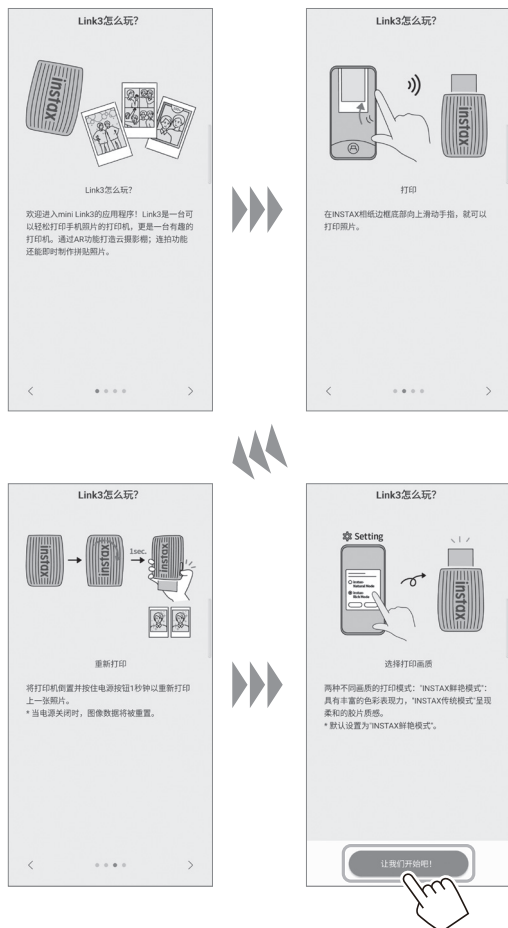 Link3怎么玩？
instax
Link3怎么玩？
欢迎进入mini Link3的应用程序！Link3是一台可
以轻松打印手机照片的打印机，更是一台有趣的
打印机。通过AR功能打造云摄影棚；连拍功能
还能即时制作拼贴照片。
Link3怎么玩？
instax
打印
在INSTAX相纸边框底部向上滑动手指，就可以
打印照片。
Link3怎么玩？
instax
instax
1sec.
instax
重新打印
将打印机倒置并按住电源按钮1秒钟以重新打印
上一张照片。
* 当电源关闭时，图像数据将被重置。
Link3怎么玩？
Setting
instax
选择打印画质
两种不同画质的打印模式："INSTAX鲜艳模式"：
具有丰富的色彩表现力，"INSTAX传统模式"呈现
柔和的胶片质感。
* 默认设置为"INSTAX鲜艳模式"。
让我们开始吧！